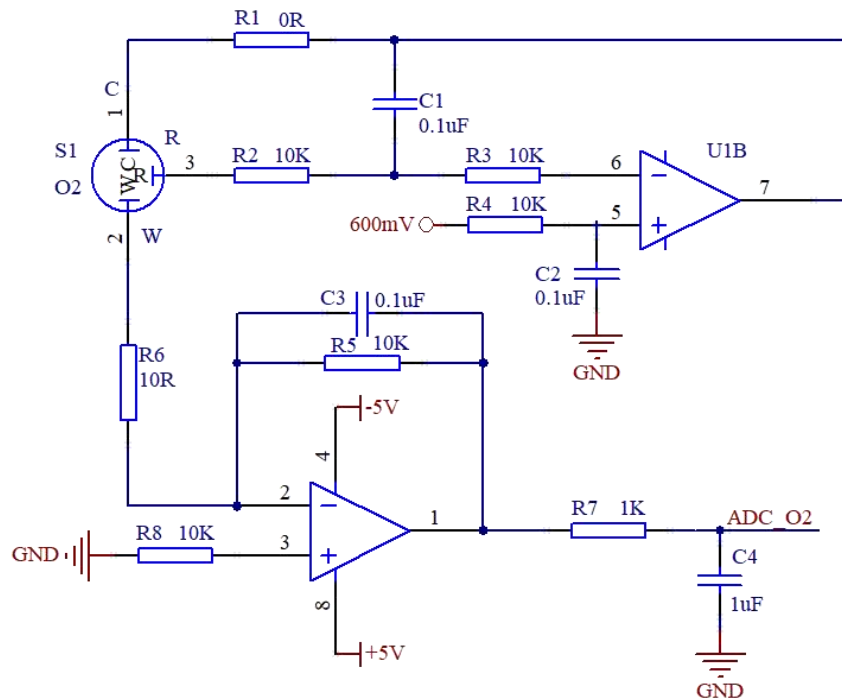 R1 0R
C
1
C1
0.1uF
R
S1
O2
C
W
R
3
R2 10K
R3 10K
6
U1B
7
600mV
R4 10K
5
2
W
C2
0.1uF
GND
C3
0.1uF
R5 10K
R6
10R
-5V
4
2
1
R7 1K
ADC_O2
GND
R8 10K
3
8
C4
1uF
+5V
GND